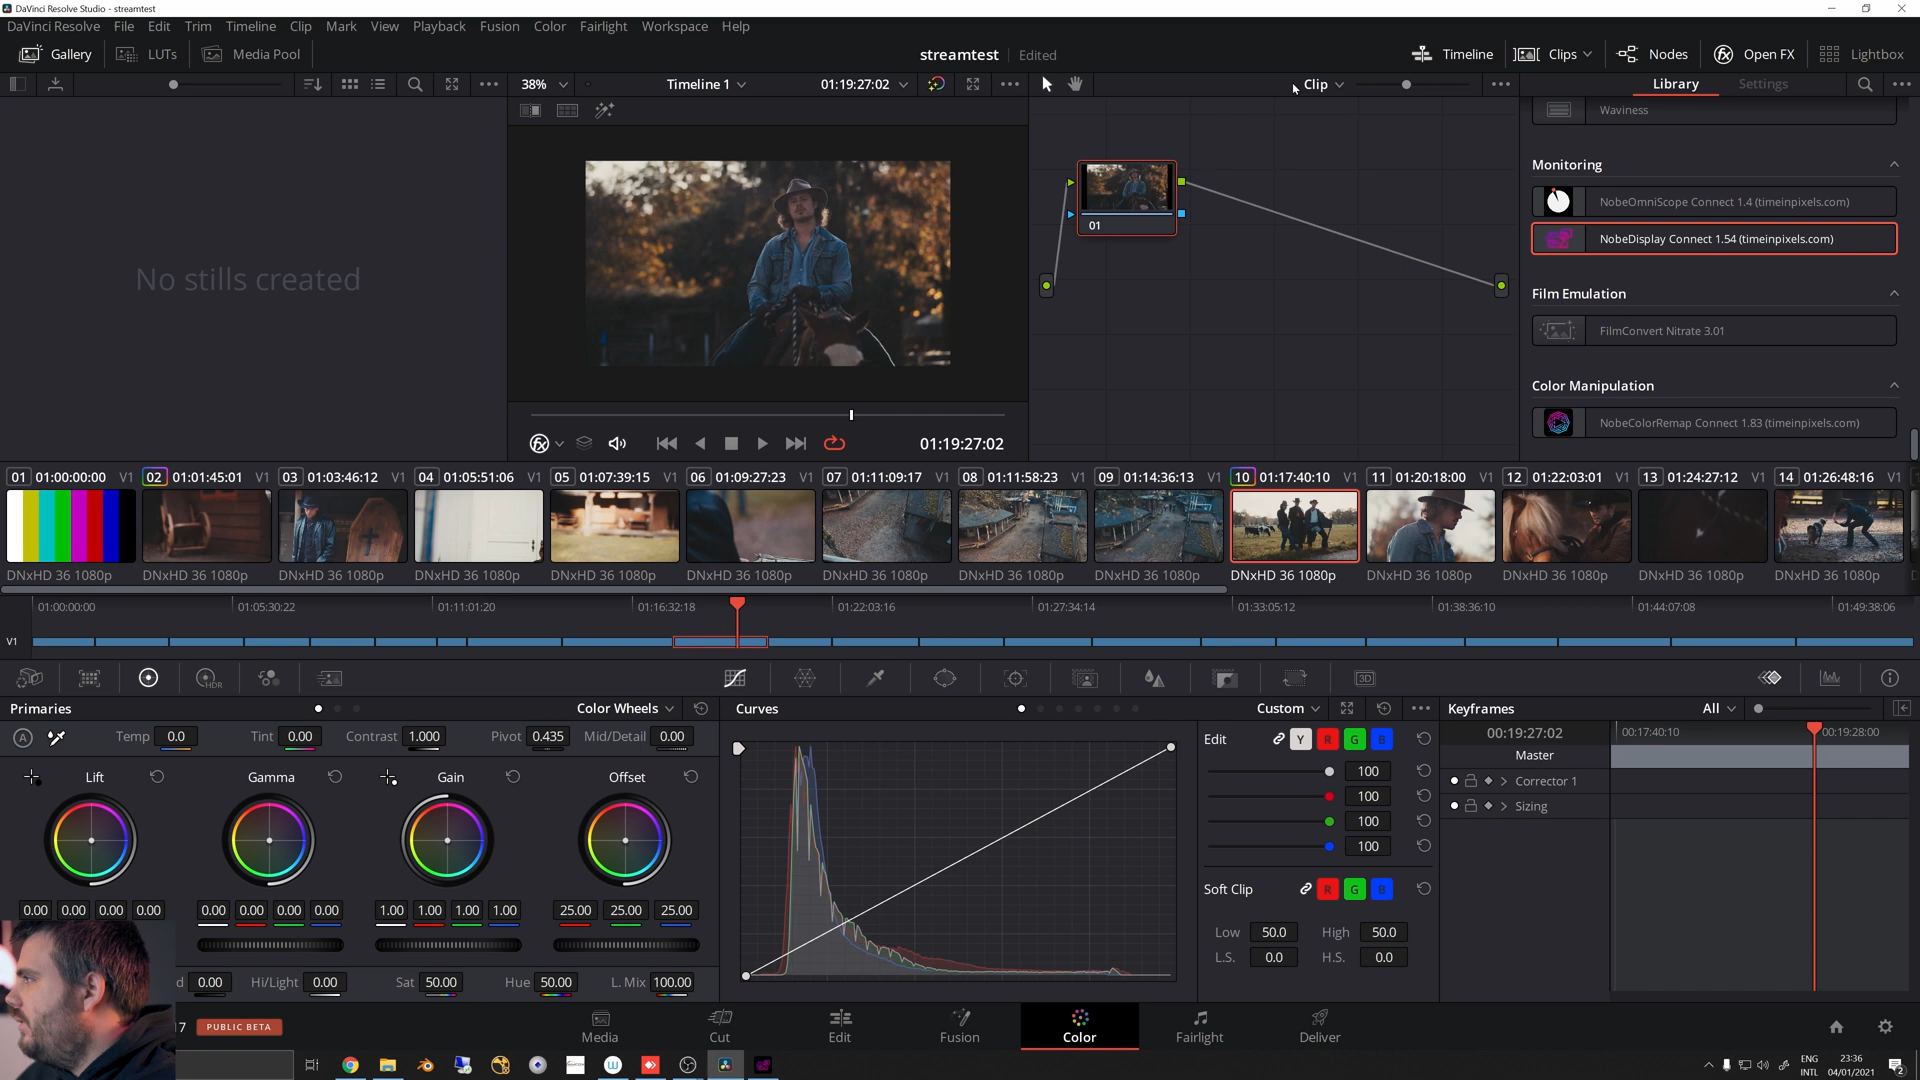 DaVinci Resolve Studio - streamtest
DaVinci Resolve File Edit Trim Timeline Clip Mark View Playback Fusion Color Fairlight Workspace Help
Gallery LUTs Media Pool streamtest Edited Timeline Clips Nodes Open FX Lightbox
38% Timeline 1 01:19:27:02 Clip Library Settings
Waviness
Monitoring
NobeOmniScope Connect 1.4 (timeinpixels.com)
NobeDisplay Connect 1.54 (timeinpixels.com)
Film Emulation
FilmConvert Nitrate 3.01
Color Manipulation
NobeColorRemap Connect 1.83 (timeinpixels.com)
No stills created
01
01:19:27:02
01 01:00:00:00 V1 02 01:01:45:01 V1 03 01:03:46:12 V1 04 01:05:51:06 V1 05 01:07:39:15 V1 06 01:09:27:23 V1 07 01:11:09:17 V1 08 01:11:58:23 V1 09 01:14:36:13 V1 10 01:17:40:10 V1 11 01:20:18:00 V1 12 01:22:03:01 V1 13 01:24:27:12 V1 14 01:26:48:16 V1
DNxHD 36 1080p DNxHD 36 1080p DNxHD 36 1080p DNxHD 36 1080p DNxHD 36 1080p DNxHD 36 1080p DNxHD 36 1080p DNxHD 36 1080p DNxHD 36 1080p DNxHD 36 1080p DNxHD 36 1080p DNxHD 36 1080p DNxHD 36 1080p DNxHD 36 1080p
01:00:00:00 01:05:30:22 01:11:01:20 01:16:32:18 01:22:03:16 01:27:34:14 01:33:05:12 01:38:36:10 01:44:07:08 01:49:38:06
V1
HDR 3D
Primaries Color Wheels Curves Custom Keyframes All
A Temp 0.0 Tint 0.00 Contrast 1.000 Pivot 0.435 Mid/Detail 0.00
Edit Y R G B
00:19:27:02 00:17:40:10 00:19:28:00
Master
Lift Gamma Gain Offset
100
100
100
100
Corrector 1
Sizing
Soft Clip R G B
0.00 0.00 0.00 0.00 0.00 0.00 0.00 0.00 1.00 1.00 1.00 1.00 25.00 25.00 25.00
Low 50.0 High 50.0
L.S. 0.0 H.S. 0.0
d 0.00 Hi/Light 0.00 Sat 50.00 Hue 50.00 L. Mix 100.00
17 PUBLIC BETA Media Cut Edit Fusion Color Fairlight Deliver
ENG
INTL
23:36
04/01/2021
2